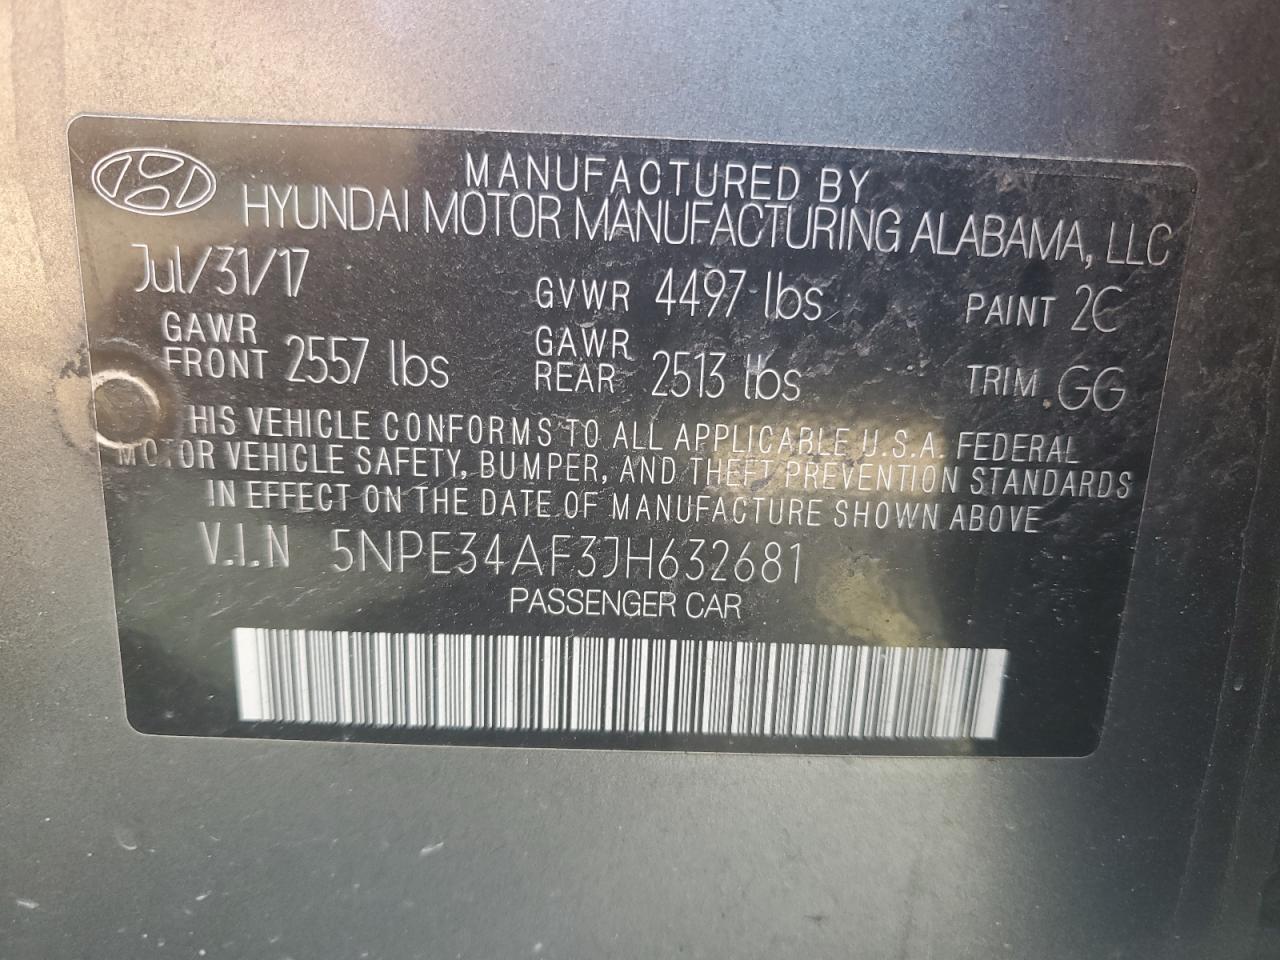 MANUFACTURED BY
HYUNDAI MOTOR MANUFACTURING ALABAMA, LLC
Jul/31/17 GVWR 4497 lbs PAINT 2C
GAWR FRONT 2557 lbs GAWR REAR 2513 lbs TRIM GG
HIS VEHICLE CONFORMS TO ALL APPLICABLE U.S.A. FEDERAL
MOTOR VEHICLE SAFETY, BUMPER, AND THEFT PREVENTION STANDARDS
IN EFFECT ON THE DATE OF MANUFACTURE SHOWN ABOVE
V.I.N 5NPE34AF3JH632681
PASSENGER CAR